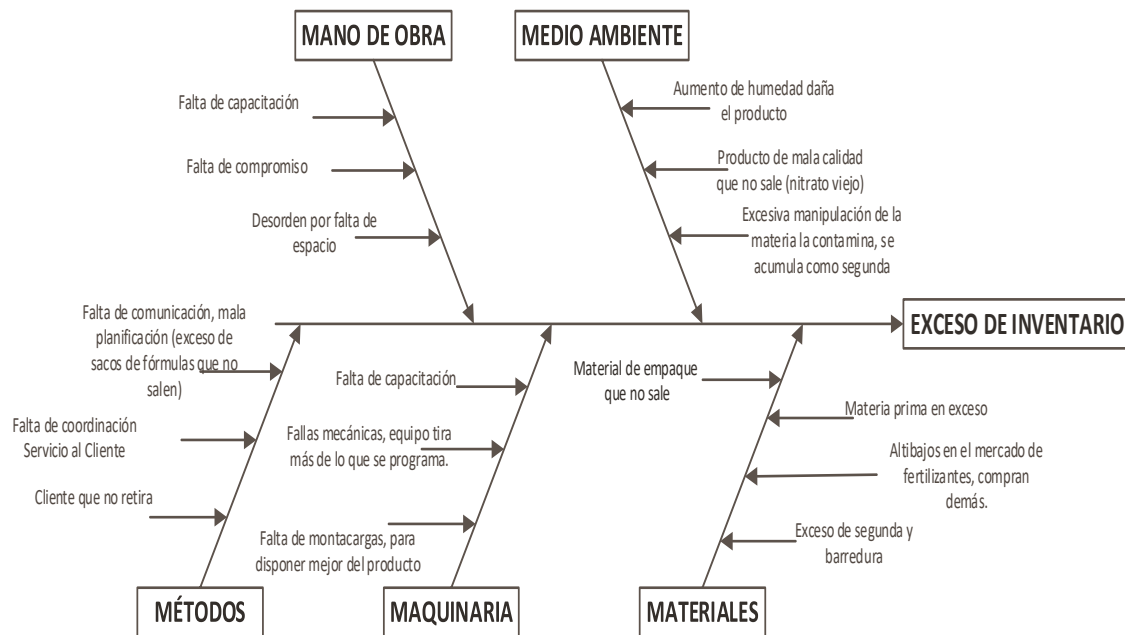 MANO DE OBRA
MEDIO AMBIENTE
Falta de capacitación
Falta de compromiso
Desorden por falta de
espacio
Aumento de humedad daña
el producto
Producto de mala calidad
que no sale (nitrato viejo)
Excesiva manipulación de la
materia la contamina, se
acumula como segunda
EXCESO DE INVENTARIO
Falta de comunicación, mala
planificación (exceso de
sacos de fórmulas que no
salen)
Falta de coordinación
Servicio al Cliente
Cliente que no retira
Falta de capacitación
Fallas mecánicas, equipo tira
más de lo que se programa.
Falta de montacargas, para
disponer mejor del producto
Material de empaque
que no sale
Materia prima en exceso
Altibajos en el mercado de
fertilizantes, compran
demás.
Exceso de segunda y
barredura
MÉTODOS
MAQUINARIA
MATERIALES